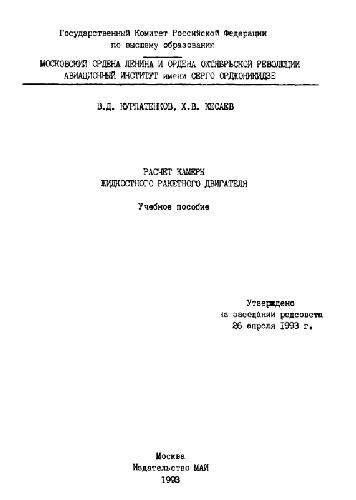 Государственный Комитет Российской Федерации
по высшему образованию
МОСКОВСКИЙ ОРДЕНА ЛЕНИНА И ОРДЕНА ОКТЯБРЬСКОЙ РЕВОЛЮЦИИ
АВИАЦИОННЫЙ ИНСТИТУТ имени СЕРГО ОРДЖОНИКИДЗЕ
В.Д. КУРПАТЕНКОВ, Х.В. КЕСАЕВ
РАСЧЕТ КАМЕРЫ
ЖИДКОСТНОГО РАКЕТНОГО ДВИГАТЕЛЯ
Учебное пособие
Утверждено
на заседании редсовета
26 апреля 1993 г.
Москва
Издательство МАИ
1993